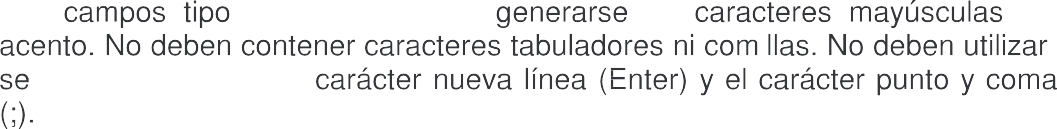 campos tipo generarse caracteres mayúsculas
acento. No deben contener caracteres tabuladores ni com llas. No deben utilizar
se carácter nueva línea (Enter) y el carácter punto y coma
(;).